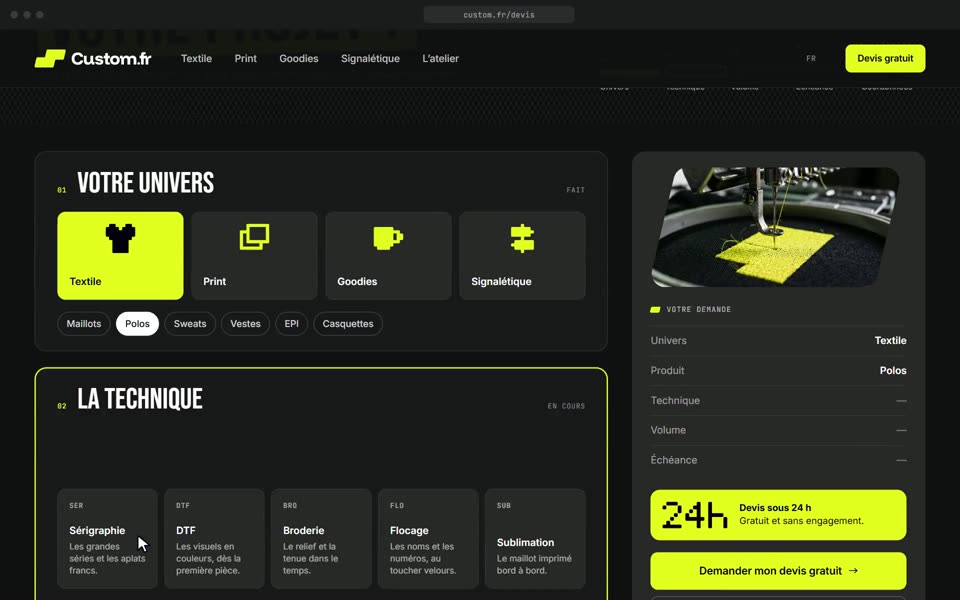 custom.fr/devis
Custom.fr
Textile
Print
Goodies
Signalétique
L'atelier
FR
Devis gratuit
Univers
Technique
Volume
Échéance
Coordonnées
01 VOTRE UNIVERS
FAIT
Textile
Print
Goodies
Signalétique
Maillots
Polos
Sweats
Vestes
EPI
Casquettes
02 LA TECHNIQUE
EN COURS
SER
Sérigraphie
Les grandes
séries et les aplats
francs.
DTF
DTF
Les visuels en
couleurs, dès la
première pièce.
BRO
Broderie
Le relief et la
tenue dans le
temps.
FLO
Flocage
Les noms et les
numéros, au
toucher velours.
SUB
Sublimation
Le maillot imprimé
bord à bord.
VOTRE DEMANDE
Univers
Textile
Produit
Polos
Technique
—
Volume
—
Échéance
—
24h
Devis sous 24 h
Gratuit et sans engagement.
Demander mon devis gratuit →